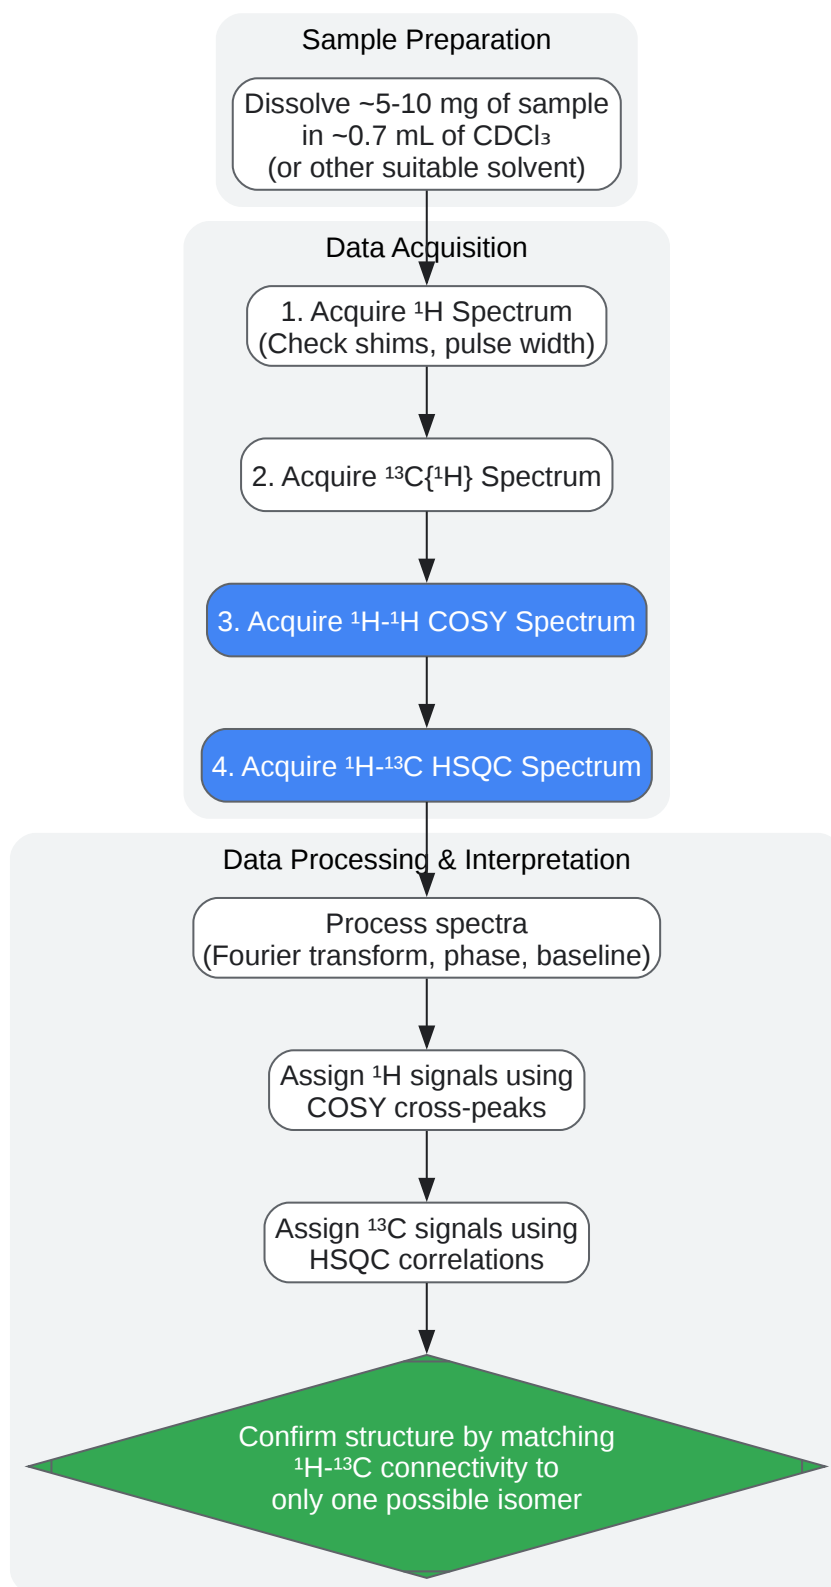 Sample Preparation
Dissolve ~5-10 mg of sample
in ~0.7 mL of CDCl₃
(or other suitable solvent)
Data Acquisition
1. Acquire ¹H Spectrum
(Check shims, pulse width)
2. Acquire ¹³C{¹H} Spectrum
3. Acquire ¹H-¹H COSY Spectrum
4. Acquire ¹H-¹³C HSQC Spectrum
Data Processing & Interpretation
Process spectra
(Fourier transform, phase, baseline)
Assign ¹H signals using
COSY cross-peaks
Assign ¹³C signals using
HSQC correlations
Confirm structure by matching
¹H-¹³C connectivity to
only one possible isomer